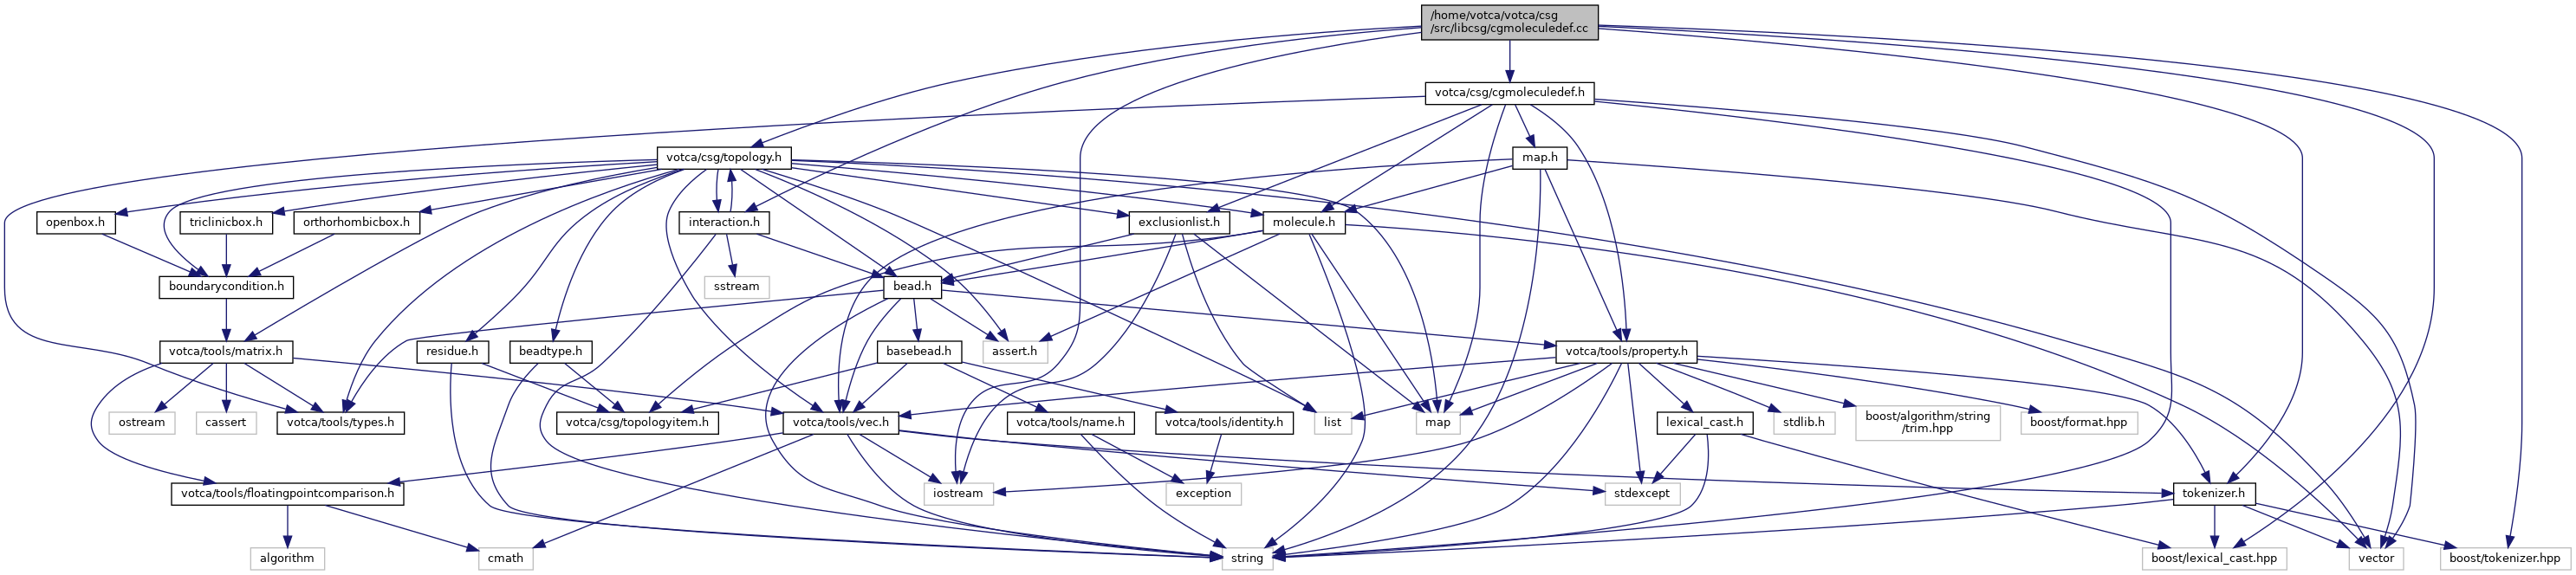 /home/votca/votca/csg
/src/libcsg/cgmoleculedef.cc
votca/csg/cgmoleculedef.h
votca/csg/topology.h
map.h
openbox.h
triclinicbox.h
orthorhombicbox.h
interaction.h
exclusionlist.h
molecule.h
boundarycondition.h
sstream
bead.h
votca/tools/matrix.h
residue.h
beadtype.h
basebead.h
assert.h
votca/tools/property.h
ostream
cassert
votca/tools/types.h
votca/csg/topologyitem.h
votca/tools/vec.h
votca/tools/name.h
votca/tools/identity.h
list
map
lexical_cast.h
stdlib.h
boost/algorithm/string
/trim.hpp
boost/format.hpp
votca/tools/floatingpointcomparison.h
iostream
exception
stdexcept
tokenizer.h
algorithm
cmath
string
boost/lexical_cast.hpp
vector
boost/tokenizer.hpp